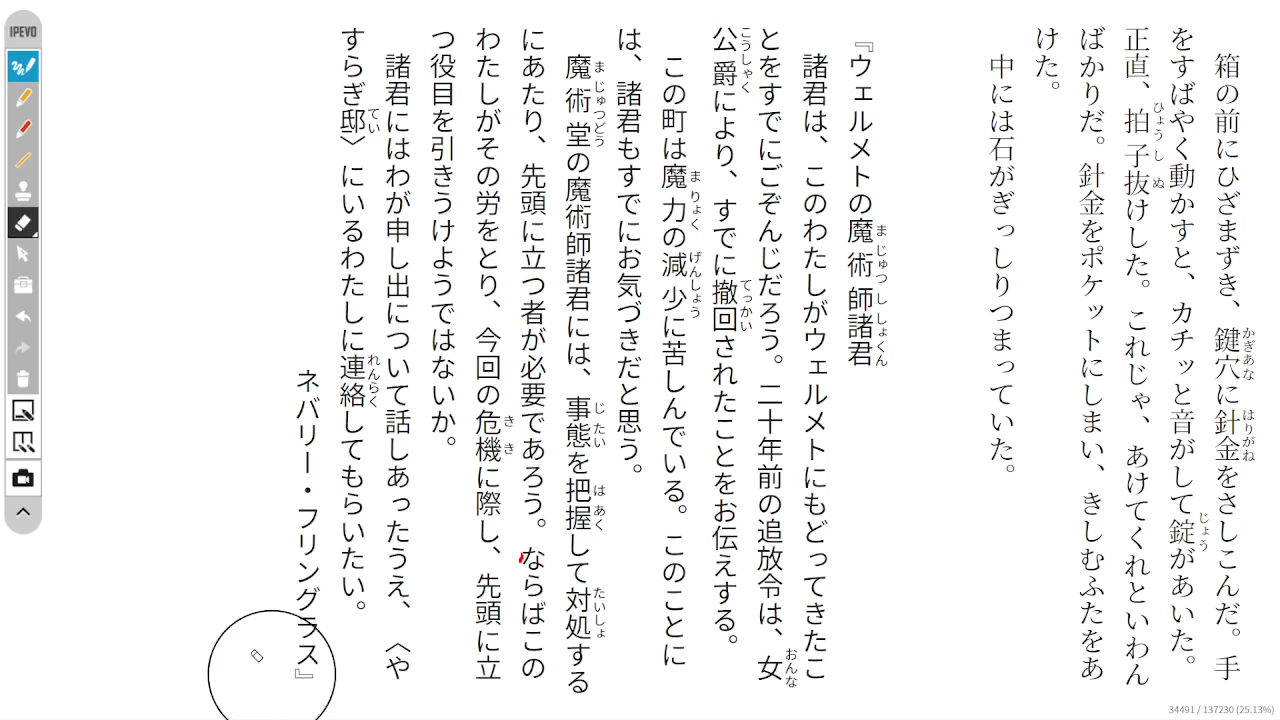 箱の前にひざまずき、鍵穴に針金をさしこんだ。手
をすばやく動かすと、カチッと音がして錠があいた。
正直、拍子抜けした。これじゃ、あけてくれといわん
ばかりだ。針金をポケットにしまい、きしむふたをあ
けた。
中には石がぎっしりつまっていた。
『ウェルメトの魔術師諸君
諸君は、このわたしがウェルメトにもどってきたこ
とをすでにごぞんじだろう。二十年前の追放令は、女
公爵により、すでに撤回されたことをお伝えする。
この町は魔力の減少に苦しんでいる。このことに
は、諸君もすでにお気づきだと思う。
魔術堂の魔術師諸君には、事態を把握して対処する
にあたり、先頭に立つ者が必要であろう。ならばこの
わたしがその労をとり、今回の危機に際し、先頭に立
つ役目を引きうけようではないか。
諸君にはわが申し出について話しあったうえ、〈や
すらぎ邸〉にいるわたしに連絡してもらいたい。
ネバリー・フリングラス』
IPEVO
34491 / 137230 (25.13%)